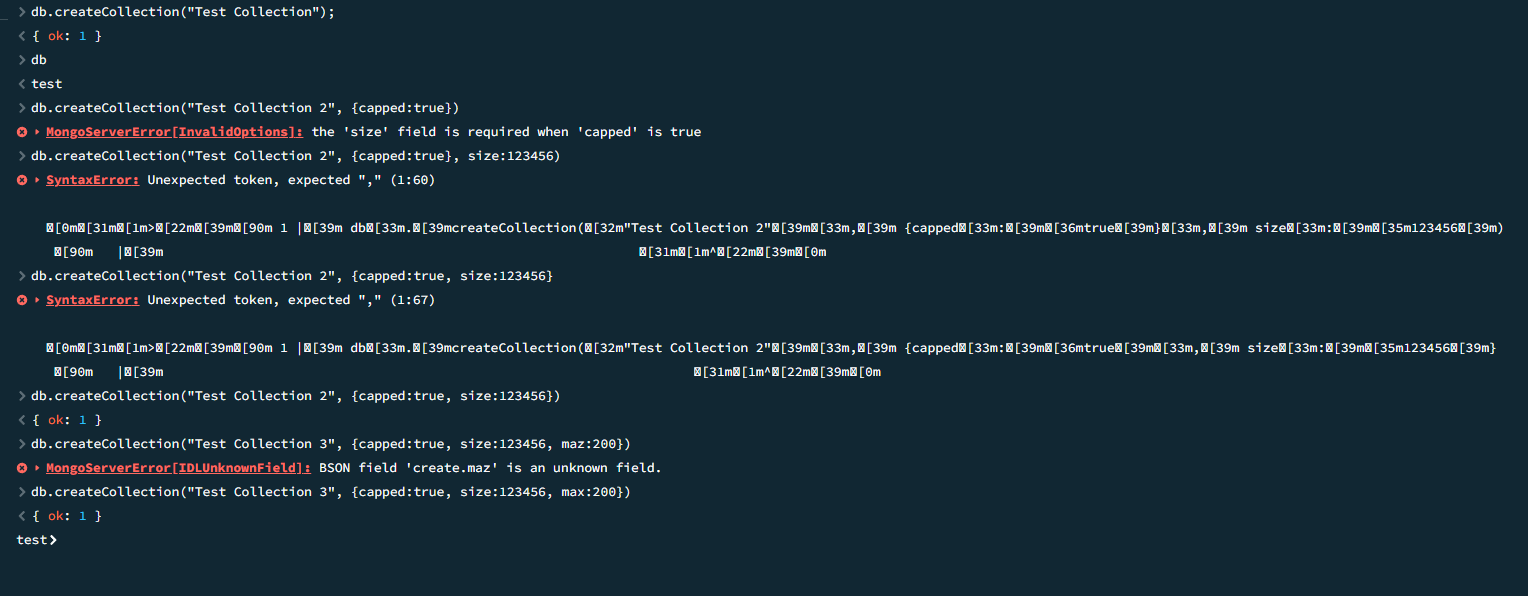 > db.createCollection("Test Collection");
< { ok: 1 }
> db
< test
> db.createCollection("Test Collection 2", {capped:true})
MongoServerError[InvalidOptions]: the 'size' field is required when 'capped' is true
> db.createCollection("Test Collection 2", {capped:true}, size:123456)
SyntaxError: Unexpected token, expected "," (1:60)
�[0m�[31m�[1m>�[22m�[39m�[90m 1 |�[39m db�[33m.�[39mcreateCollection(�[32m"Test Collection 2"�[39m�[33m,�[39m {capped�[33m:�[39m�[36mtrue�[39m}�[33m,�[39m size�[33m:�[39m�[35m123456�[39m)
�[90m   |�[39m �[31m�[1m^�[22m�[39m�[0m
> db.createCollection("Test Collection 2", {capped:true, size:123456}
SyntaxError: Unexpected token, expected "," (1:67)
�[0m�[31m�[1m>�[22m�[39m�[90m 1 |�[39m db�[33m.�[39mcreateCollection(�[32m"Test Collection 2"�[39m�[33m,�[39m {capped�[33m:�[39m�[36mtrue�[39m�[33m,�[39m size�[33m:�[39m�[35m123456�[39m}
�[90m   |�[39m �[31m�[1m^�[22m�[39m�[0m
> db.createCollection("Test Collection 2", {capped:true, size:123456})
< { ok: 1 }
> db.createCollection("Test Collection 3", {capped:true, size:123456, maz:200})
MongoServerError[IDLUnknownField]: BSON field 'create.maz' is an unknown field.
> db.createCollection("Test Collection 3", {capped:true, size:123456, max:200})
< { ok: 1 }
test>